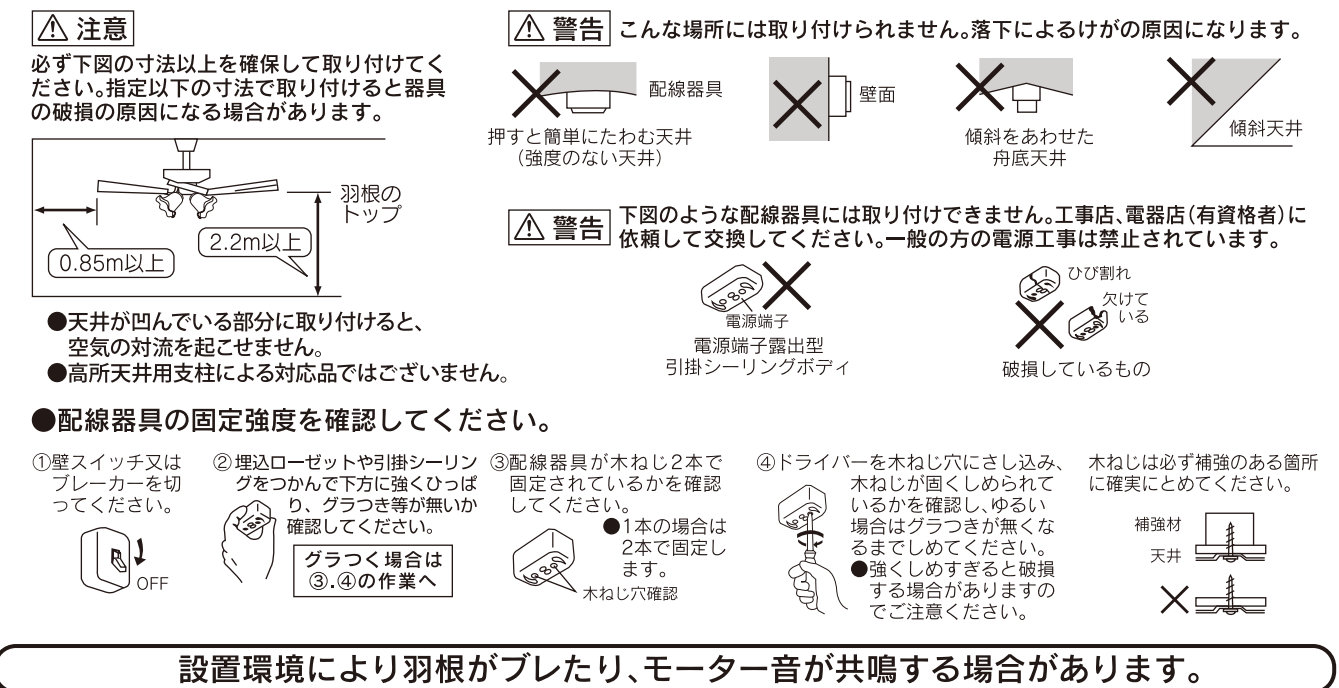 注意
必ず下図の寸法以上を確保して取り付けてく
ださい。指定以下の寸法で取り付けると器具
の破損の原因になる場合があります。
羽根の
トップ
2.2m以上
0.85m以上
●天井が凹んでいる部分に取り付けると、
空気の対流を起こせません。
●高所天井用支柱による対応品ではございません。
警告
こんな場所には取り付けられません。落下によるけがの原因になります。
配線器具
押すと簡単にたわむ天井
(強度のない天井)
壁面
傾斜をあわせた
舟底天井
傾斜天井
警告
下図のような配線器具には取り付けできません。工事店、電器店(有資格者)に
依頼して交換してください。一般の方の電源工事は禁止されています。
電源端子
電源端子露出型
引掛シーリングボディ
ひび割れ
欠けて
いる
破損しているもの
●配線器具の固定強度を確認してください。
①壁スイッチ又は
ブレーカーを切
ってください。
OFF
②埋込ローゼットや引掛シーリン
グをつかんで下方に強くひっぱ
り、グラつき等が無いか
確認してください。
グラつく場合は
③.④の作業へ
③配線器具が木ねじ2本で
固定されているかを確認
してください。
●1本の場合は
2本で固定し
ます。
木ねじ穴確認
④ドライバーを木ねじ穴にさし込み、
木ねじが固くしめられて
いるかを確認し、ゆるい
場合はグラつきが無くな
るまでしめてください。
●強くしめすぎると破損
する場合がありますの
でご注意ください。
木ねじは必ず補強のある箇所
に確実にとめてください。
補強材
天井
設置環境により羽根がブレたり、モーター音が共鳴する場合があります。